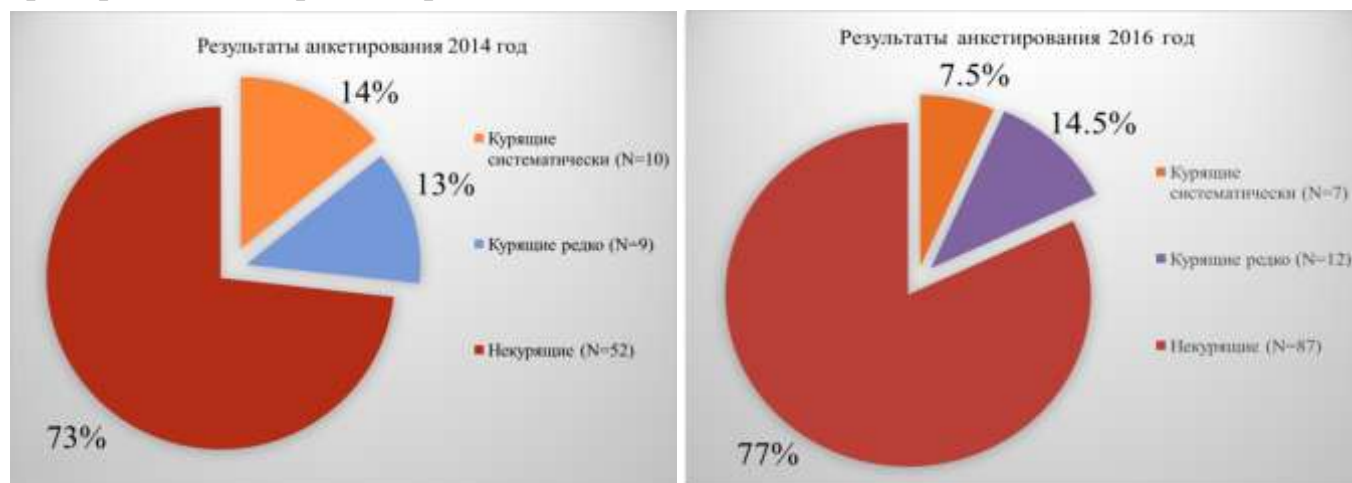 Результаты анкетирования 2014 год
14%
13%
73%
Курящие
систематически (N=10)
Курящие редко (N=9)
Некурящие (N=52)
Результаты анкетирования 2016 год
7.5%
14.5%
77%
Курящие
систематически (N=7)
Курящие редко (N=12)
Некурящие (N=87)